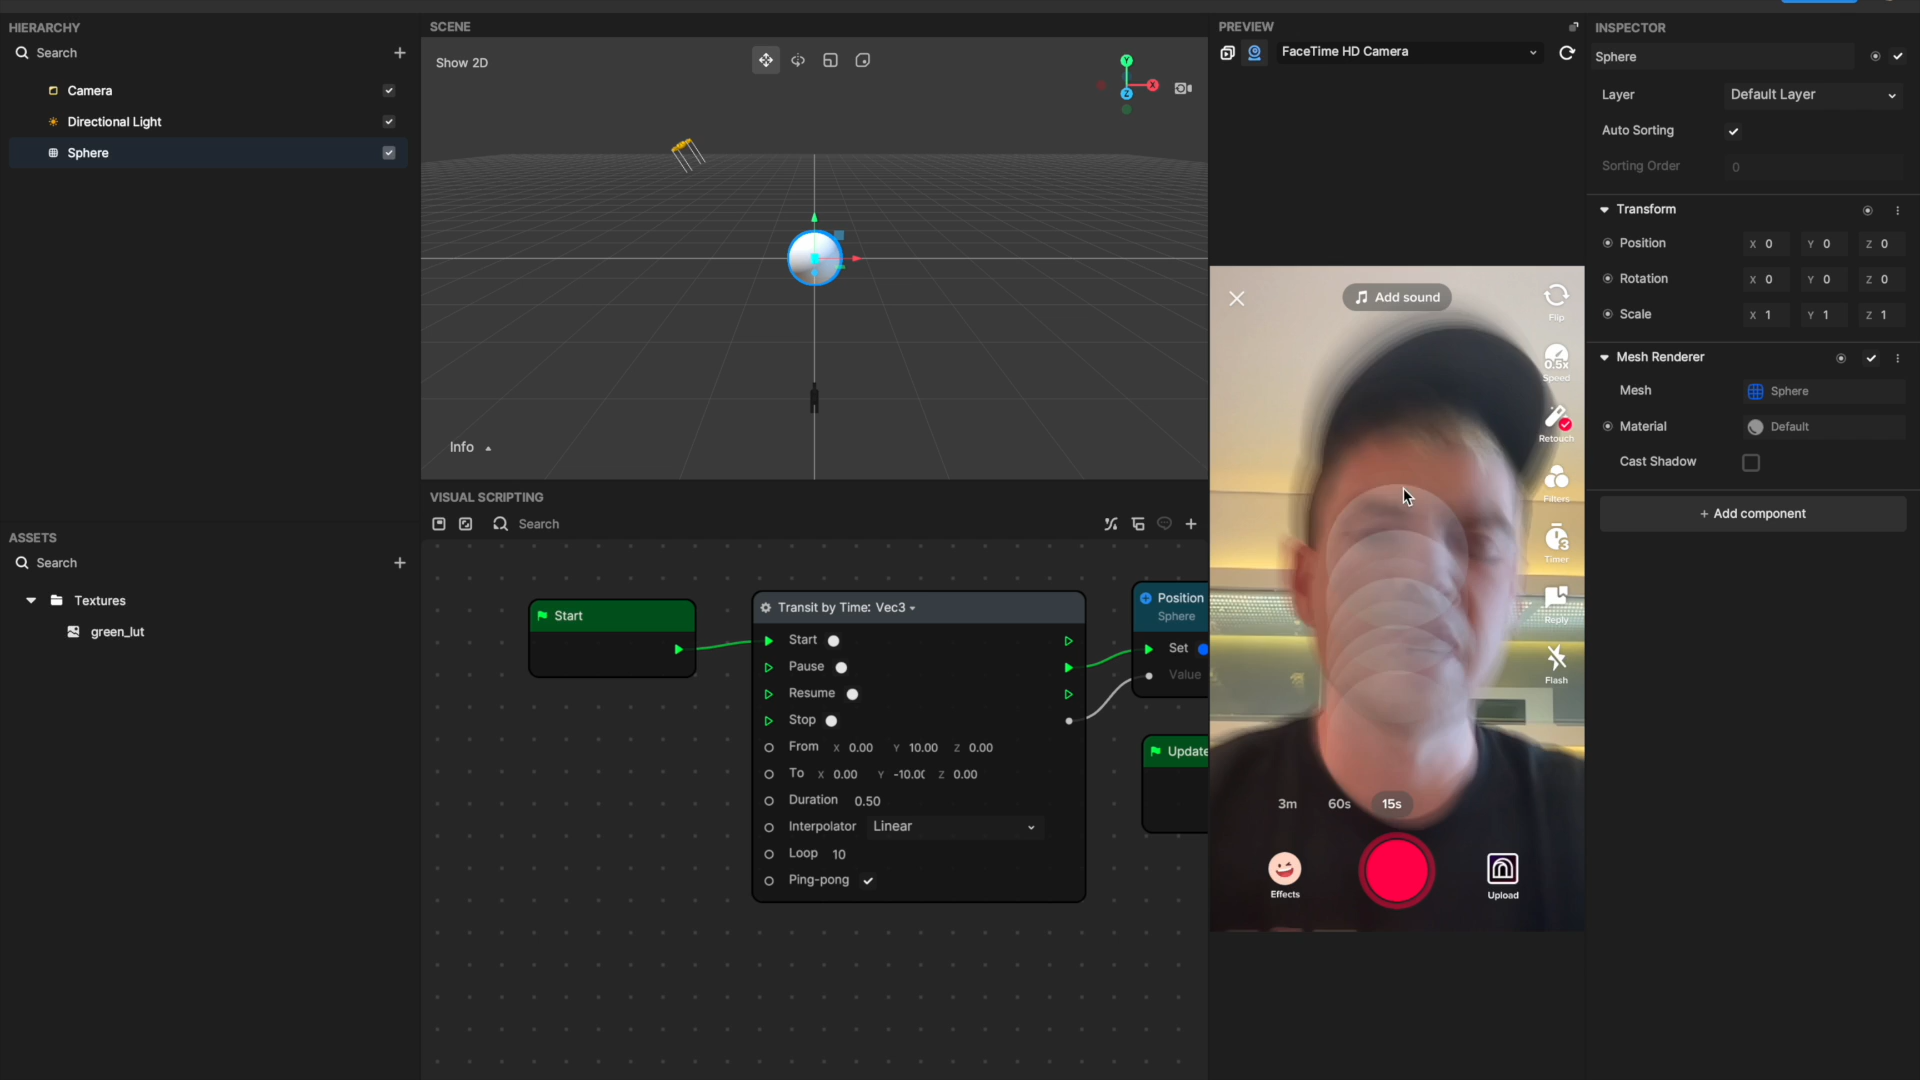 HIERARCHY
Search
Camera
Directional Light
Sphere
ASSETS
Search
Textures
green_lut
SCENE
Show 2D
Y
X
Z
Info
VISUAL SCRIPTING
Search
Start
Transit by Time: Vec3
Start
Pause
Resume
Stop
From X 0.00 Y 10.00 Z 0.00
To X 0.00 Y -10.0 Z 0.00
Duration 0.50
Interpolator Linear
Loop 10
Ping-pong
Position
Sphere
Set
Value
Update
PREVIEW
FaceTime HD Camera
Add sound
Flip
0.5x
Speed
Retouch
Filters
3
Timer
Reply
Flash
3m 60s 15s
Effects
Upload
INSPECTOR
Sphere
Layer Default Layer
Auto Sorting
Sorting Order 0
Transform
Position X 0 Y 0 Z 0
Rotation X 0 Y 0 Z 0
Scale X 1 Y 1 Z 1
Mesh Renderer
Mesh Sphere
Material Default
Cast Shadow
+ Add component